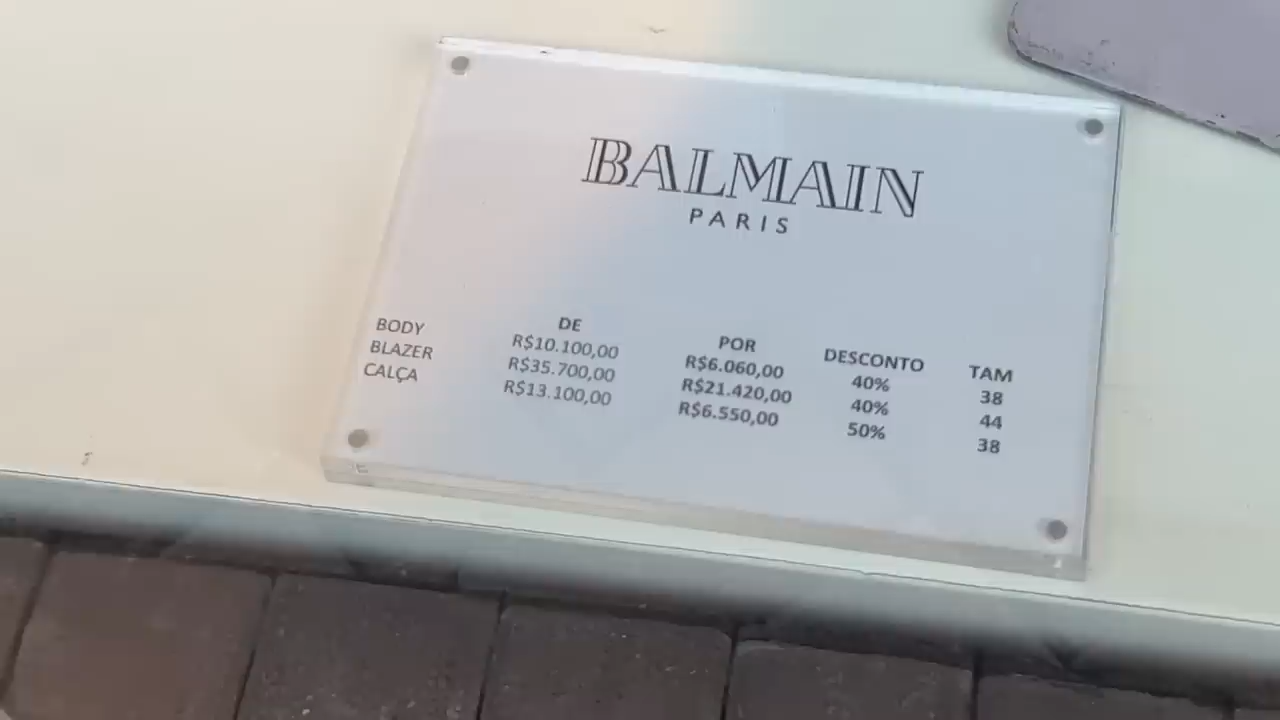 BALMAIN
PARIS
DE POR DESCONTO TAM
BODY R$10.100,00 R$6.060,00 40% 38
BLAZER R$35.700,00 R$21.420,00 40% 44
CALÇA R$13.100,00 R$6.550,00 50% 38